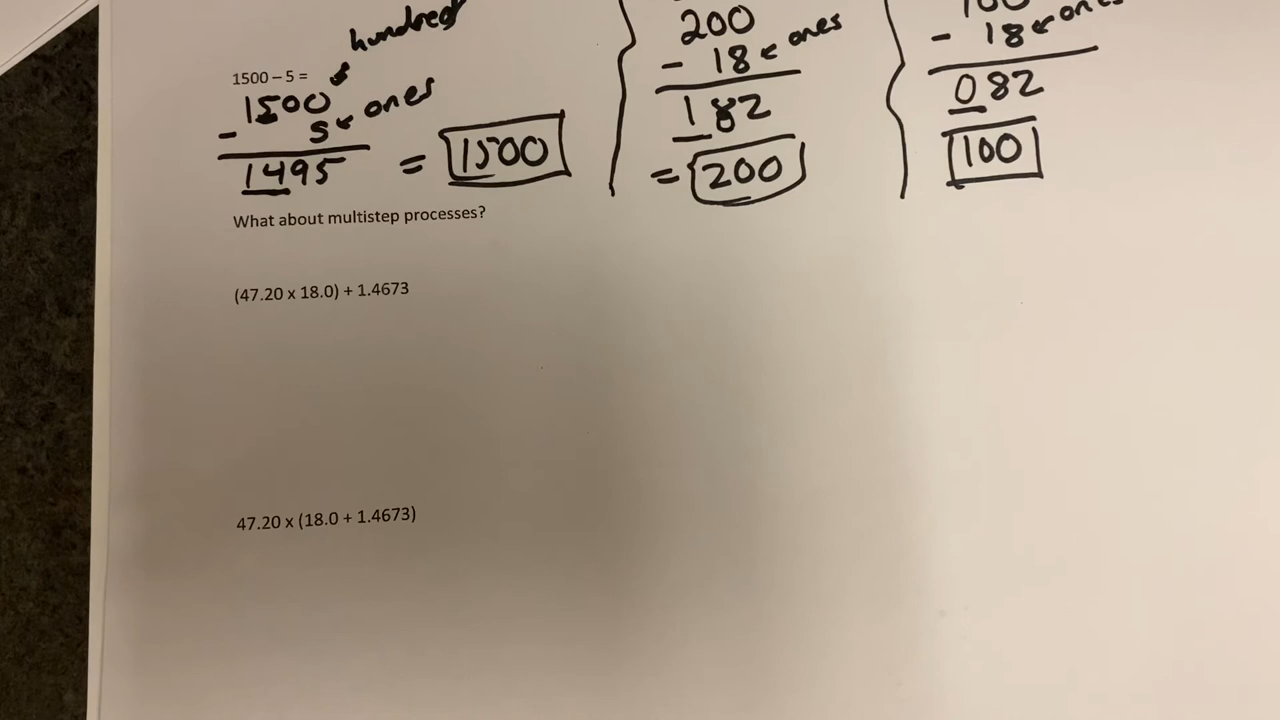 hundreds
1500 – 5 =
1500
- 5 ← ones
1495 = 1500
200
- 18 ← ones
182
= 200
100
- 18 ← ones
082
100
What about multistep processes?
(47.20 x 18.0) + 1.4673
47.20 x (18.0 + 1.4673)